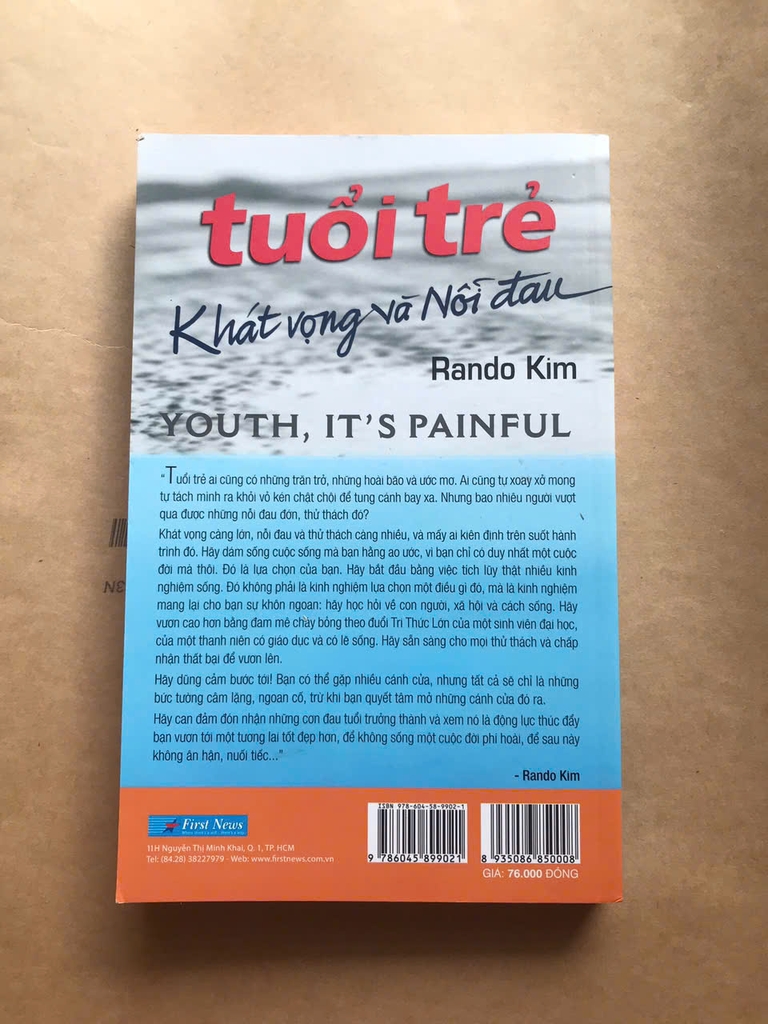 tuổi trẻ
Khát vọng và Nỗi đau
Rando Kim
YOUTH, IT'S PAINFUL
"Tuổi trẻ ai cũng có những trăn trở, những hoài bão và ước mơ. Ai cũng tự xoay xở mong
tự tách mình ra khỏi vỏ kén chật chội để tung cánh bay xa. Nhưng bao nhiêu người vượt
qua được những nỗi đau đớn, thử thách đó?
Khát vọng càng lớn, nỗi đau và thử thách càng nhiều, và mấy ai kiên định trên suốt hành
trình đó. Hãy dám sống cuộc sống mà bạn hằng ao ước, vì bạn chỉ có duy nhất một cuộc
đời mà thôi. Đó là lựa chọn của bạn. Hãy bắt đầu bằng việc tích lũy thật nhiều kinh
nghiệm sống. Đó không phải là kinh nghiệm lựa chọn một điều gì đó, mà là kinh nghiệm
mang lại cho bạn sự khôn ngoan: hãy học hỏi về con người, xã hội và cách sống. Hãy
vươn cao hơn bằng đam mê cháy bỏng theo đuổi Tri Thức Lớn của một sinh viên đại học,
của một thanh niên có giáo dục và có lẽ sống. Hãy sẵn sàng cho mọi thử thách và chấp
nhận thất bại để vươn lên.
Hãy dũng cảm bước tới! Bạn có thể gặp nhiều cánh cửa, nhưng tất cả sẽ chỉ là những
bức tường câm lặng, ngoan cố, trừ khi bạn quyết tâm mở những cánh cửa đó ra.
Hãy can đảm đón nhận những cơn đau tuổi trưởng thành và xem nó là động lực thúc đẩy
bạn vươn tới một tương lai tốt đẹp hơn, để không sống một cuộc đời phí hoài, để sau này
không ân hận, nuối tiếc..."
- Rando Kim
First News
11H Nguyễn Thị Minh Khai, Q. 1, TP. HCM
Tel: (84.28) 38227979 - Web: www.firstnews.com.vn
ISBN 978-604-58-9902-1
9 786045 899021
8 935086 850008
GIÁ: 76.000 ĐỒNG